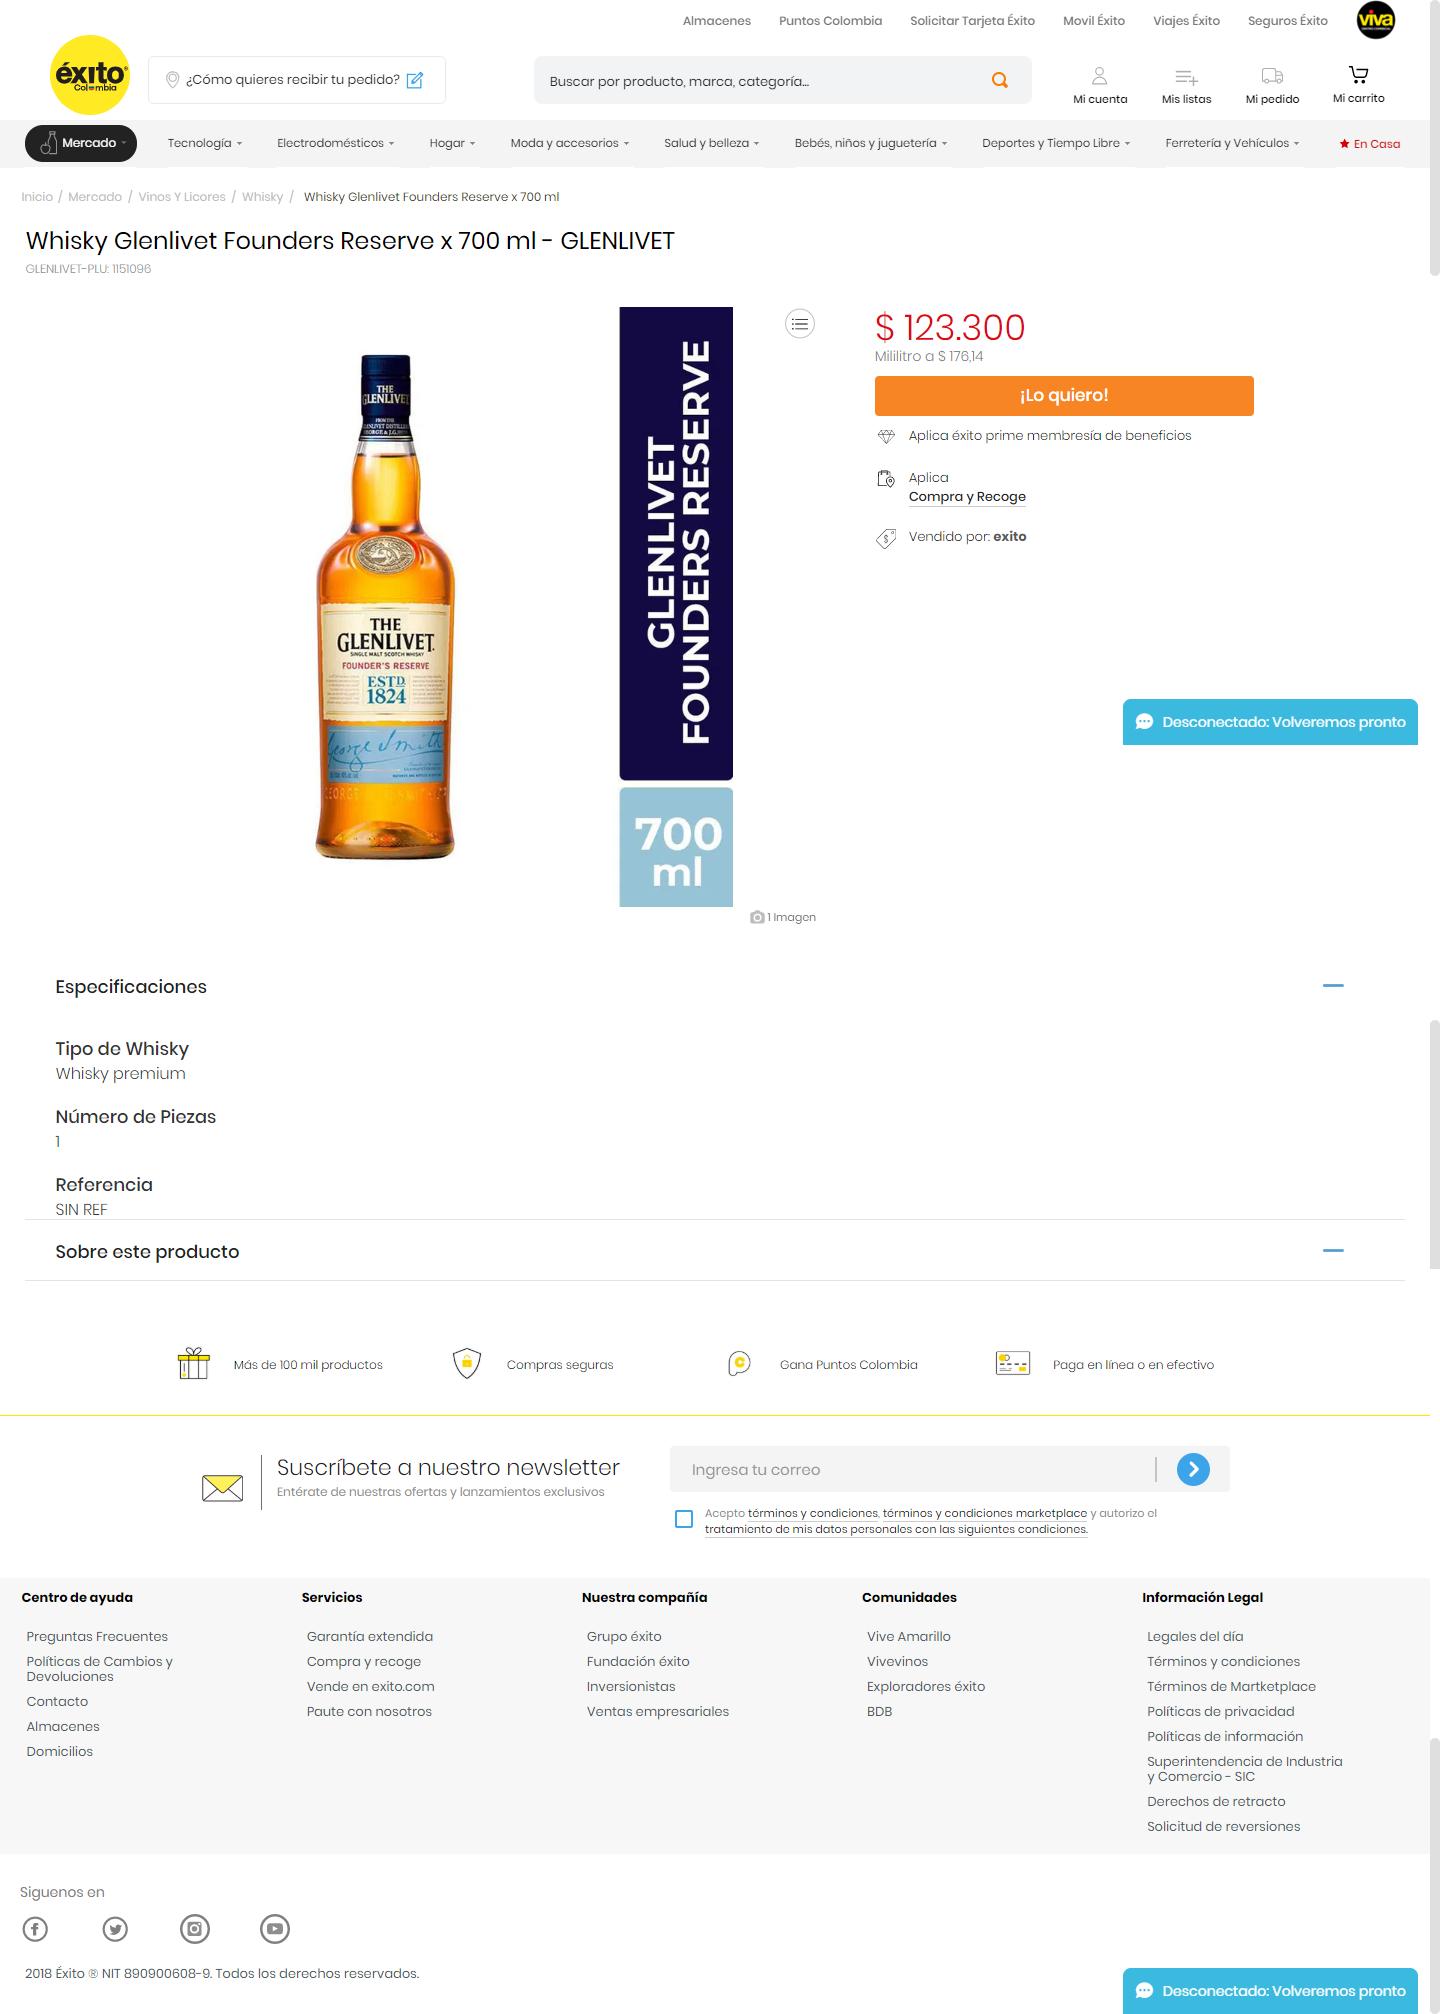 Almacenes Puntos Colombia Solicitar Tarjeta Éxito Movil Éxito Viajes Éxito Seguros Éxito viva
éxito
Colombia
¿Cómo quieres recibir tu pedido?
Buscar por producto, marca, categoría...
Mi cuenta Mis listas Mi pedido Mi carrito
Mercado Tecnología Electrodomésticos Hogar Moda y accesorios Salud y belleza Bebés, niños y juguetería Deportes y Tiempo Libre Ferretería y Vehículos En Casa
Inicio / Mercado / Vinos Y Licores / Whisky / Whisky Glenlivet Founders Reserve x 700 ml
Whisky Glenlivet Founders Reserve x 700 ml - GLENLIVET
GLENLIVET-PLU: 1151096
THE
GLENLIVET
THE
GLENLIVET.
SINGLE MALT SCOTCH WHISKY
FOUNDER'S RESERVE
ESTD
1824
George Smith
GLENLIVET
FOUNDERS RESERVE
700
ml
1 Imagen
$ 123.300
Mililitro a $ 176,14
¡Lo quiero!
Aplica éxito prime membresía de beneficios
Aplica
Compra y Recoge
Vendido por: exito
Desconectado: Volveremos pronto
Especificaciones
Tipo de Whisky
Whisky premium
Número de Piezas
1
Referencia
SIN REF
Sobre este producto
Más de 100 mil productos Compras seguras Gana Puntos Colombia Paga en línea o en efectivo
Suscríbete a nuestro newsletter
Entérate de nuestras ofertas y lanzamientos exclusivos
Ingresa tu correo
Acepto términos y condiciones, términos y condiciones marketplace y autorizo el
tratamiento de mis datos personales con las siguientes condiciones.
Centro de ayuda
Preguntas Frecuentes
Políticas de Cambios y
Devoluciones
Contacto
Almacenes
Domicilios
Servicios
Garantía extendida
Compra y recoge
Vende en exito.com
Paute con nosotros
Nuestra compañía
Grupo éxito
Fundación éxito
Inversionistas
Ventas empresariales
Comunidades
Vive Amarillo
Vivevinos
Exploradores éxito
BDB
Información Legal
Legales del día
Términos y condiciones
Términos de Martketplace
Políticas de privacidad
Políticas de información
Superintendencia de Industria
y Comercio - SIC
Derechos de retracto
Solicitud de reversiones
Siguenos en
2018 Éxito ® NIT 890900608-9. Todos los derechos reservados.
Desconectado: Volveremos pronto